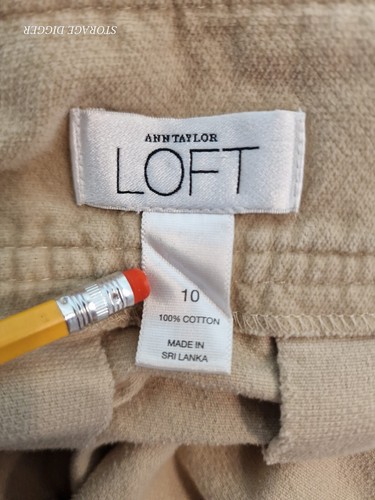 STORAGE DIGGER
ANN TAYLOR
LOFT
10
100% COTTON
MADE IN
SRI LANKA